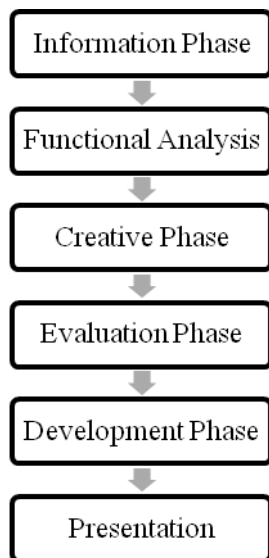 Information Phase
Functional Analysis
Creative Phase
Evaluation Phase
Development Phase
Presentation